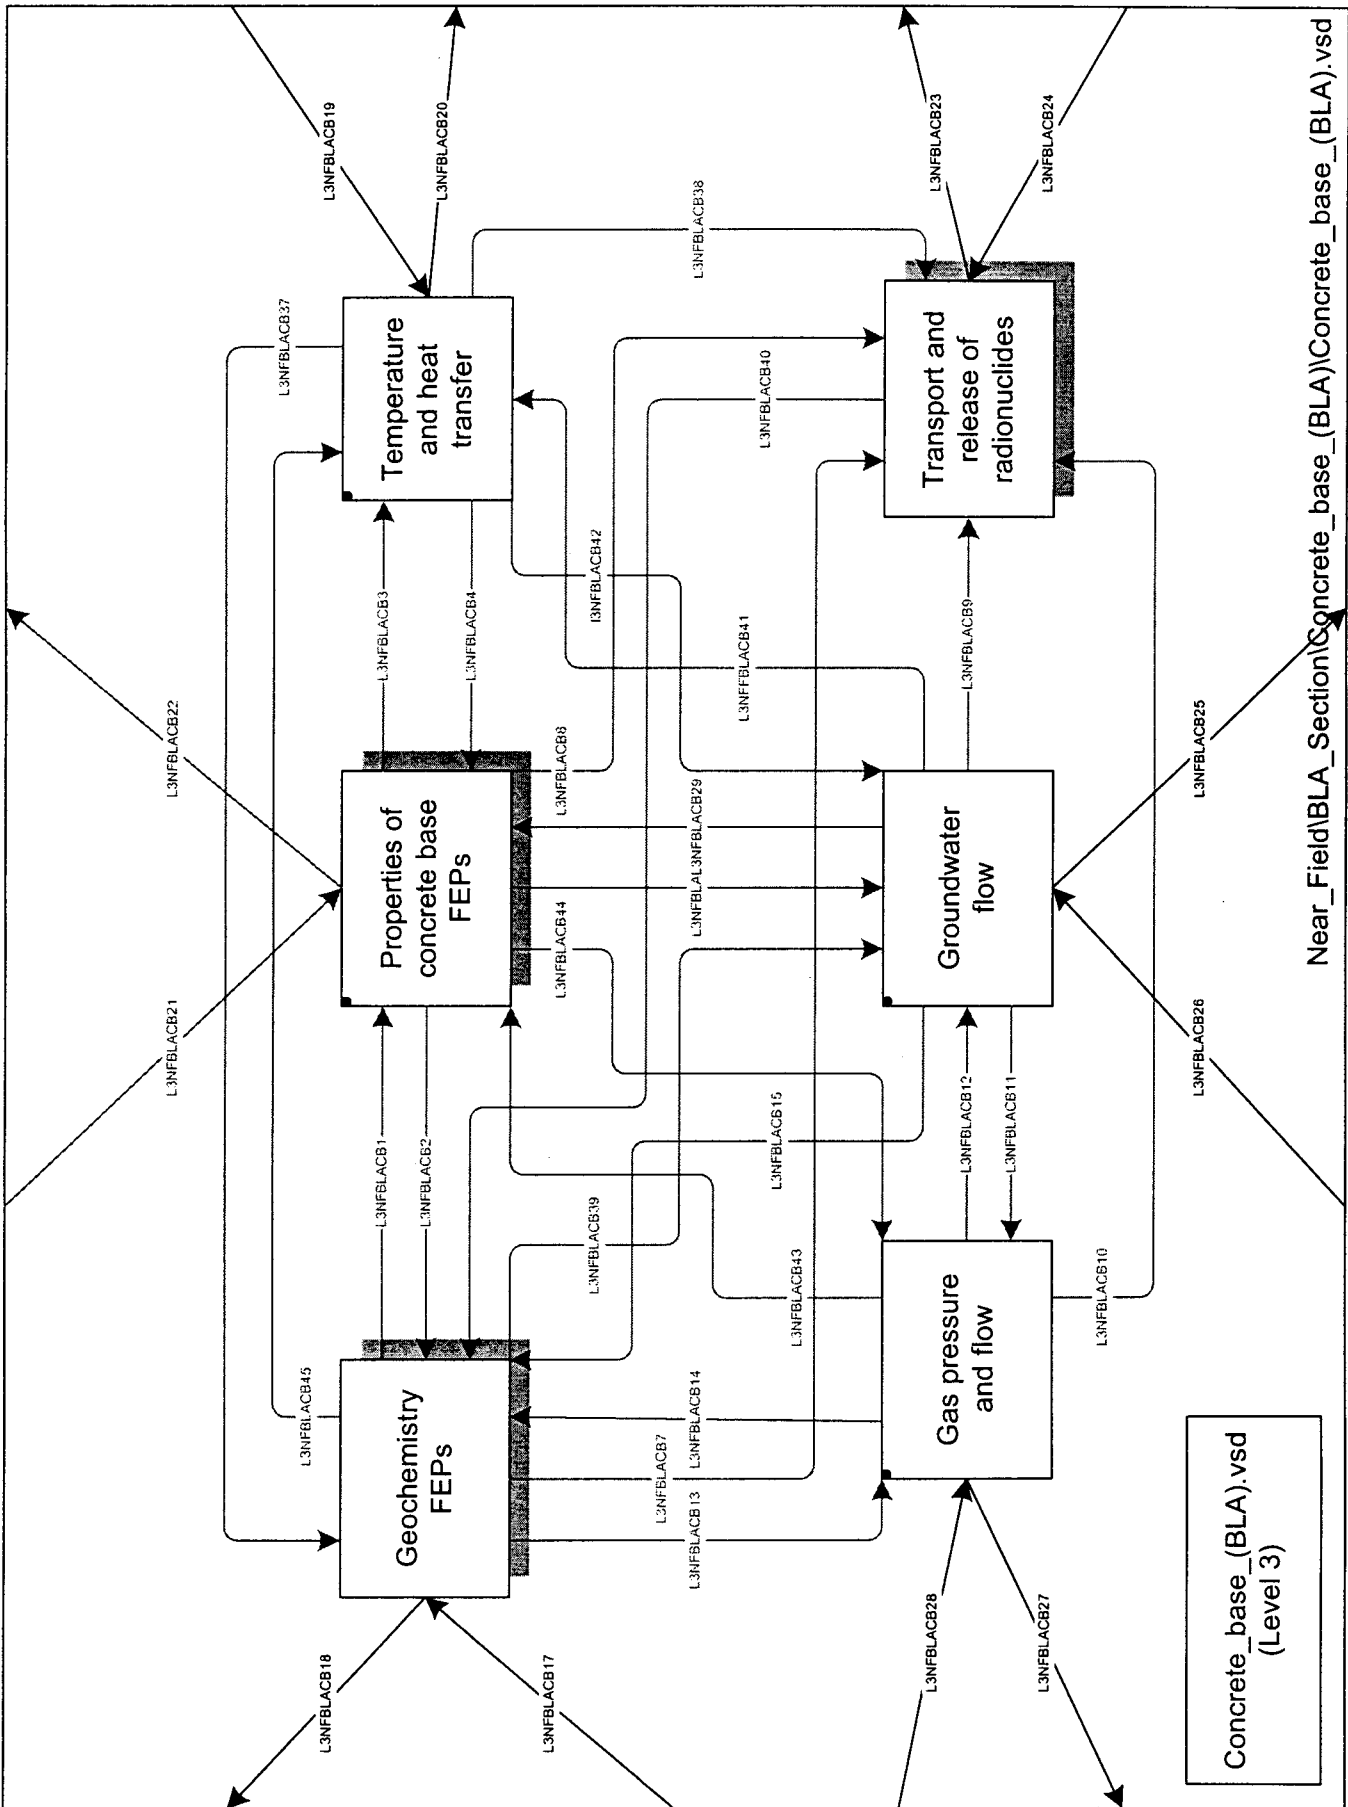 L3NFBLACB21
L3NFBLACB22
L3NFBLACB37
L3NFBLACB45
L3NFBLACB18
L3NFBLACB19
L3NFBLACB1
L3NFBLACB3
L3NFBLACB2
L3NFBLACB4
L3NFBLACB20
Geochemistry
FEPs
Properties of
concrete base
FEPs
Temperature
and heat
transfer
L3NFBLACB17
L3NFBLACB44
L3NFBLACB8
I3NFBLACB42
L3NFBLACB39
L3NFBLACB7
L3NFBLACB13
L3NFBLACB14
L3NFBLAL3NFBLACB29
L3NFBLACB38
L3NFFBLACB41
L3NFBLACB40
L3NFBLACB15
L3NFBLACB43
L3NFBLACB28
L3NFBLACB12
L3NFBLACB9
L3NFBLACB23
Gas pressure
and flow
Groundwater
flow
Transport and
release of
radionuclides
L3NFBLACB11
L3NFBLACB27
L3NFBLACB24
L3NFBLACB10
L3NFBLACB26
L3NFBLACB25
Concrete_base_(BLA).vsd
(Level 3)
Near_Field\BLA_Section\Concrete_base_(BLA)\Concrete_base_(BLA).vsd